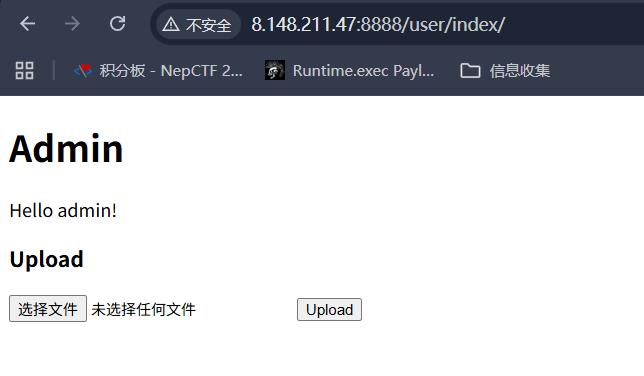 不安全 8.148.211.47:8888/user/index/
积分板 - NepCTF 2... Runtime.exec Payl... 信息收集
Admin
Hello admin!
Upload
选择文件 未选择任何文件 Upload